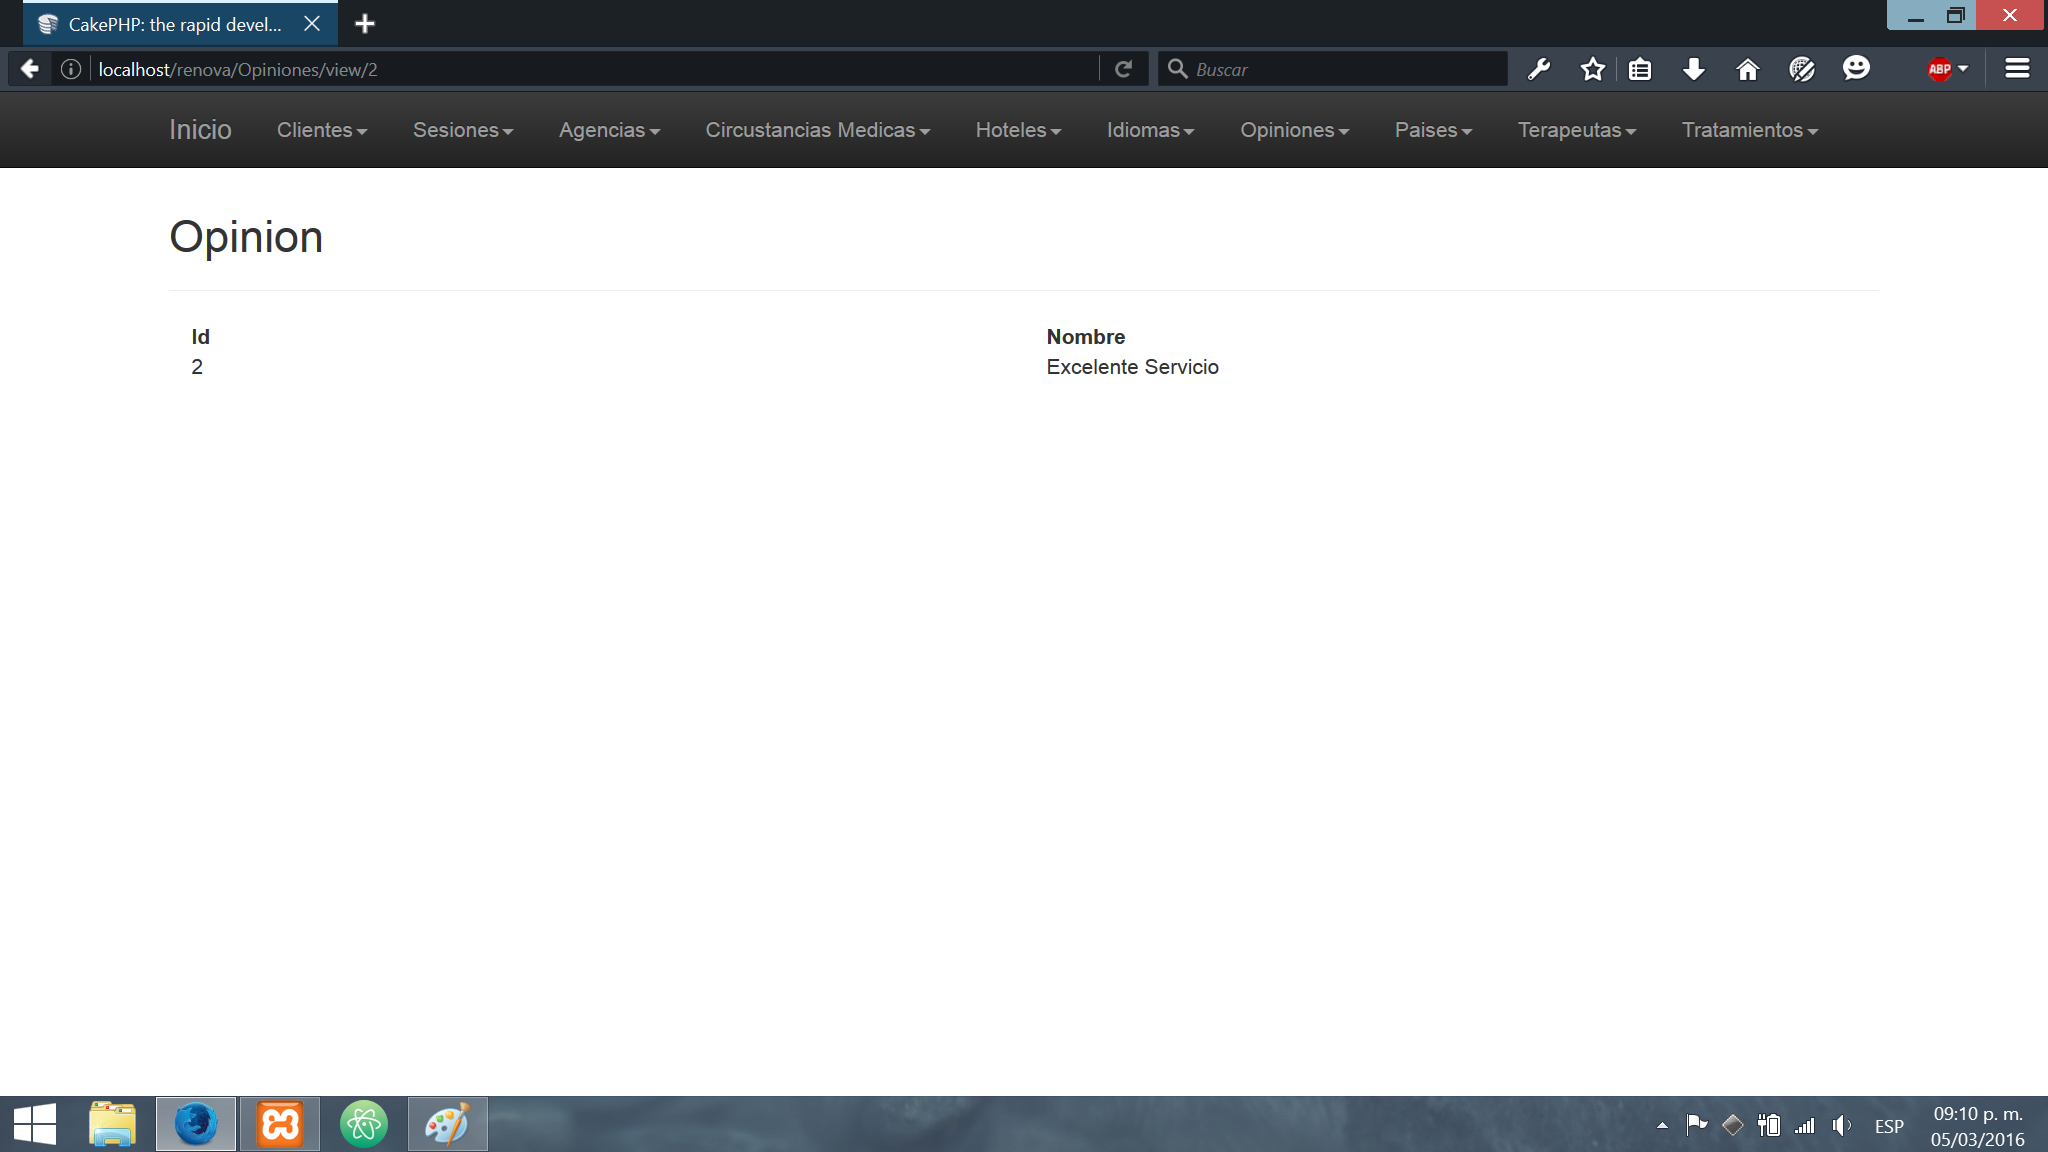 CakePHP: the rapid devel...
localhost/renova/Opiniones/view/2
Buscar
ABP
Inicio Clientes Sesiones Agencias Circustancias Medicas Hoteles Idiomas Opiniones Paises Terapeutas Tratamientos
Opinion
Id Nombre
2 Excelente Servicio
ESP
09:10 p. m.
05/03/2016